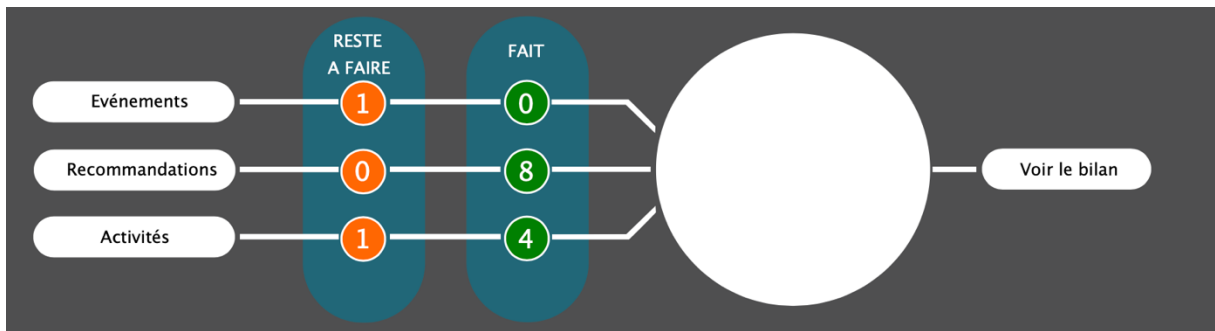 RESTE
A FAIRE
FAIT
Evénements
1
0
Recommandations
0
8
Voir le bilan
Activités
1
4